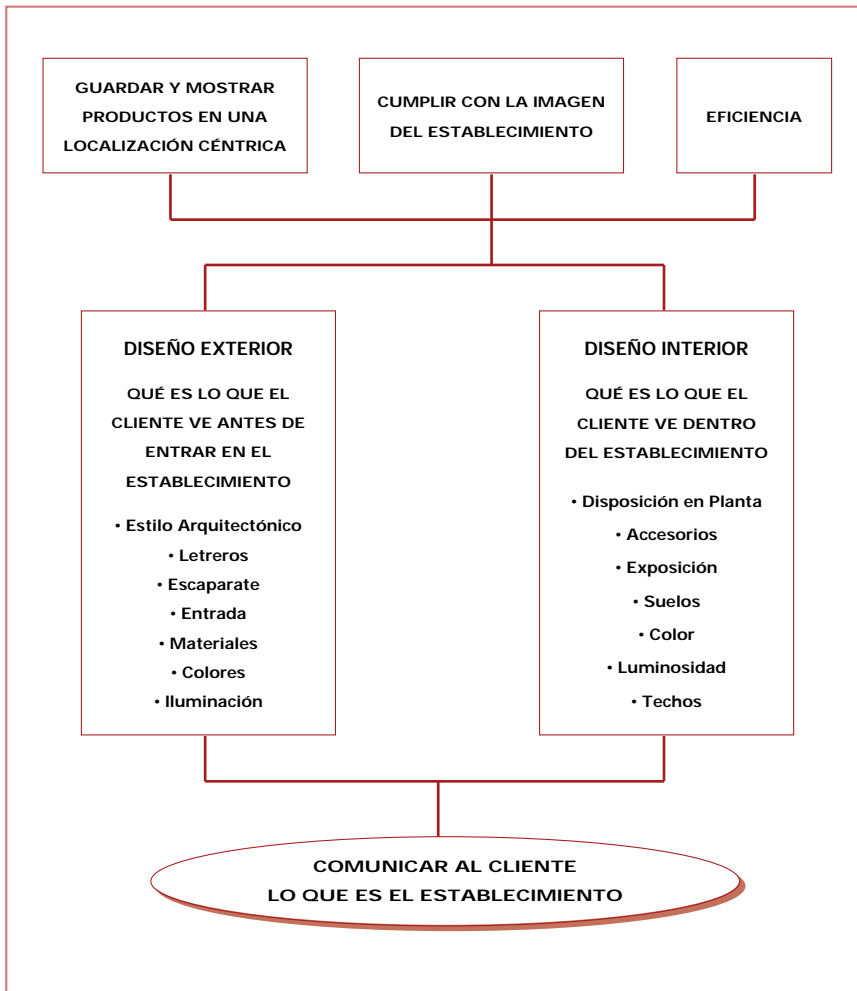 GUARDAR Y MOSTRAR
PRODUCTOS EN UNA
LOCALIZACIÓN CÉNTRICA
CUMPLIR CON LA IMAGEN
DEL ESTABLECIMIENTO
EFICIENCIA
DISEÑO EXTERIOR
QUÉ ES LO QUE EL
CLIENTE VE ANTES DE
ENTRAR EN EL
ESTABLECIMIENTO
• Estilo Arquitectónico
• Letreros
• Escaparate
• Entrada
• Materiales
• Colores
• Iluminación
DISEÑO INTERIOR
QUÉ ES LO QUE EL
CLIENTE VE DENTRO
DEL ESTABLECIMIENTO
• Disposición en Planta
• Accesorios
• Exposición
• Suelos
• Color
• Luminosidad
• Techos
COMUNICAR AL CLIENTE
LO QUE ES EL ESTABLECIMIENTO